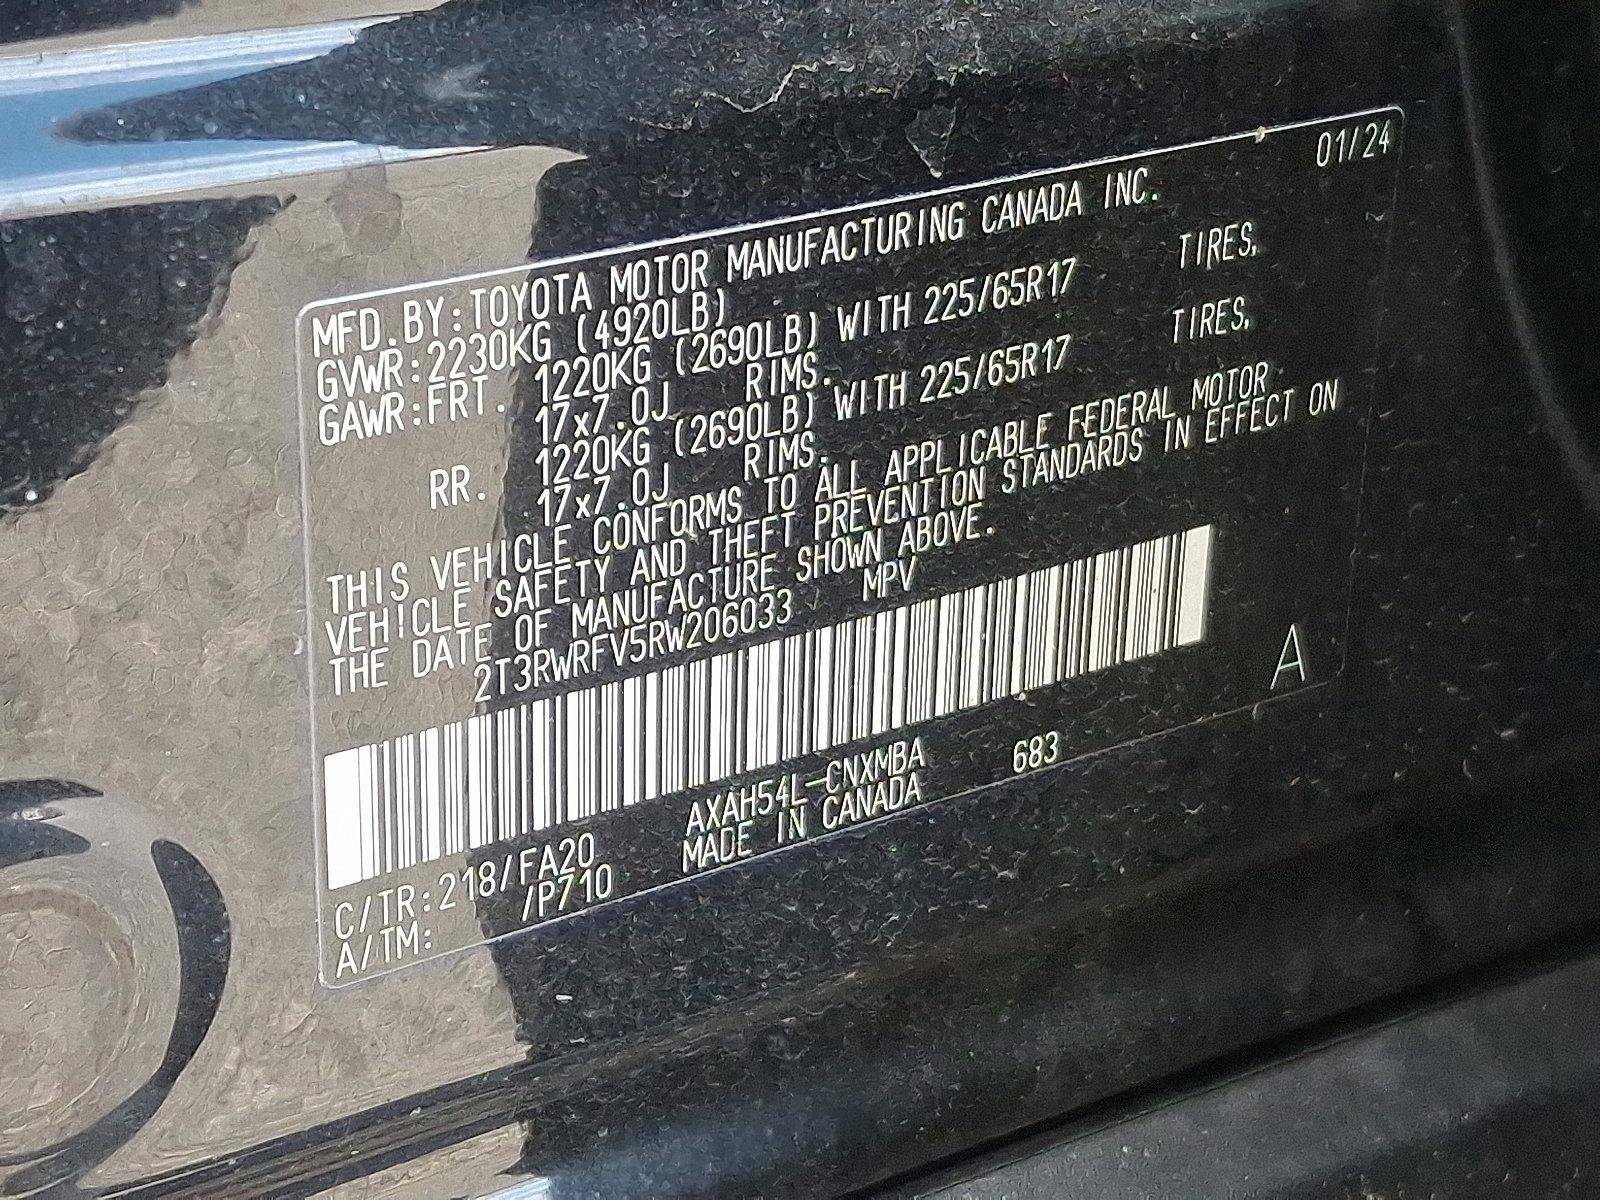 01/24
MFD. BY: TOYOTA MOTOR MANUFACTURING CANADA INC.
GVWR: 2230KG (4920LB)
GAWR: FRT. 1220KG (2690LB) WITH 225/65R17 TIRES,
17x7.0J RIMS.
RR. 1220KG (2690LB) WITH 225/65R17 TIRES,
17x7.0J RIMS.
THIS VEHICLE CONFORMS TO ALL APPLICABLE FEDERAL MOTOR
VEHICLE SAFETY AND THEFT PREVENTION STANDARDS IN EFFECT ON
THE DATE OF MANUFACTURE SHOWN ABOVE.
2T3RWRFV5RW206033 MPV
A
C/TR: 218/FA20 AXAH54L-CNXMBA 683
A/TM: /P710 MADE IN CANADA